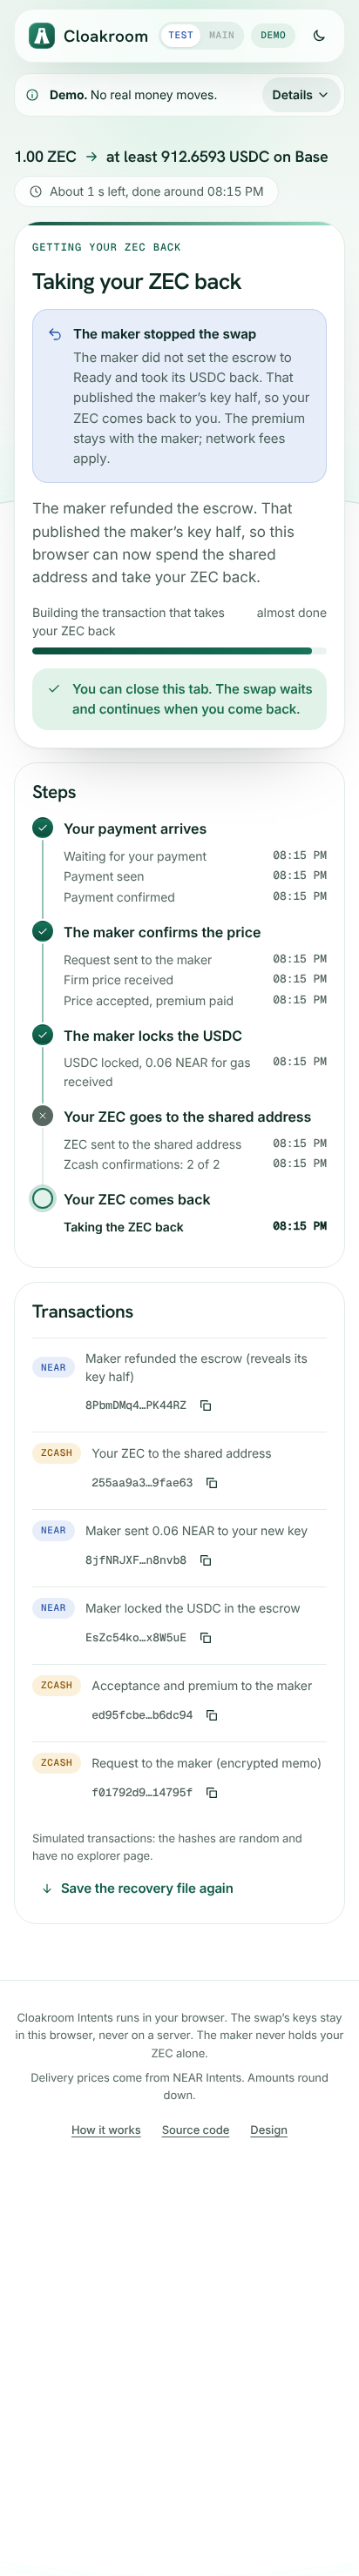 Cloakroom TEST MAIN DEMO
Demo. No real money moves. Details
1.00 ZEC → at least 912.6593 USDC on Base
About 1 s left, done around 08:15 PM
GETTING YOUR ZEC BACK
Taking your ZEC back
The maker stopped the swap
The maker did not set the escrow to
Ready and took its USDC back. That
published the maker’s key half, so your
ZEC comes back to you. The premium
stays with the maker; network fees
apply.
The maker refunded the escrow. That
published the maker’s key half, so this
browser can now spend the shared
address and take your ZEC back.
Building the transaction that takes almost done
your ZEC back
You can close this tab. The swap waits
and continues when you come back.
Steps
Your payment arrives
Waiting for your payment 08:15 PM
Payment seen 08:15 PM
Payment confirmed 08:15 PM
The maker confirms the price
Request sent to the maker 08:15 PM
Firm price received 08:15 PM
Price accepted, premium paid 08:15 PM
The maker locks the USDC
USDC locked, 0.06 NEAR for gas 08:15 PM
received
Your ZEC goes to the shared address
ZEC sent to the shared address 08:15 PM
Zcash confirmations: 2 of 2 08:15 PM
Your ZEC comes back
Taking the ZEC back 08:15 PM
Transactions
NEAR Maker refunded the escrow (reveals its
key half)
8PbmDMq4…PK44RZ
ZCASH Your ZEC to the shared address
255aa9a3…9fae63
NEAR Maker sent 0.06 NEAR to your new key
8jfNRJXF…n8nvb8
NEAR Maker locked the USDC in the escrow
EsZc54ko…x8W5uE
ZCASH Acceptance and premium to the maker
ed95fcbe…b6dc94
ZCASH Request to the maker (encrypted memo)
f01792d9…14795f
Simulated transactions: the hashes are random and
have no explorer page.
↓ Save the recovery file again
Cloakroom Intents runs in your browser. The swap’s keys stay
in this browser, never on a server. The maker never holds your
ZEC alone.
Delivery prices come from NEAR Intents. Amounts round
down.
How it works Source code Design